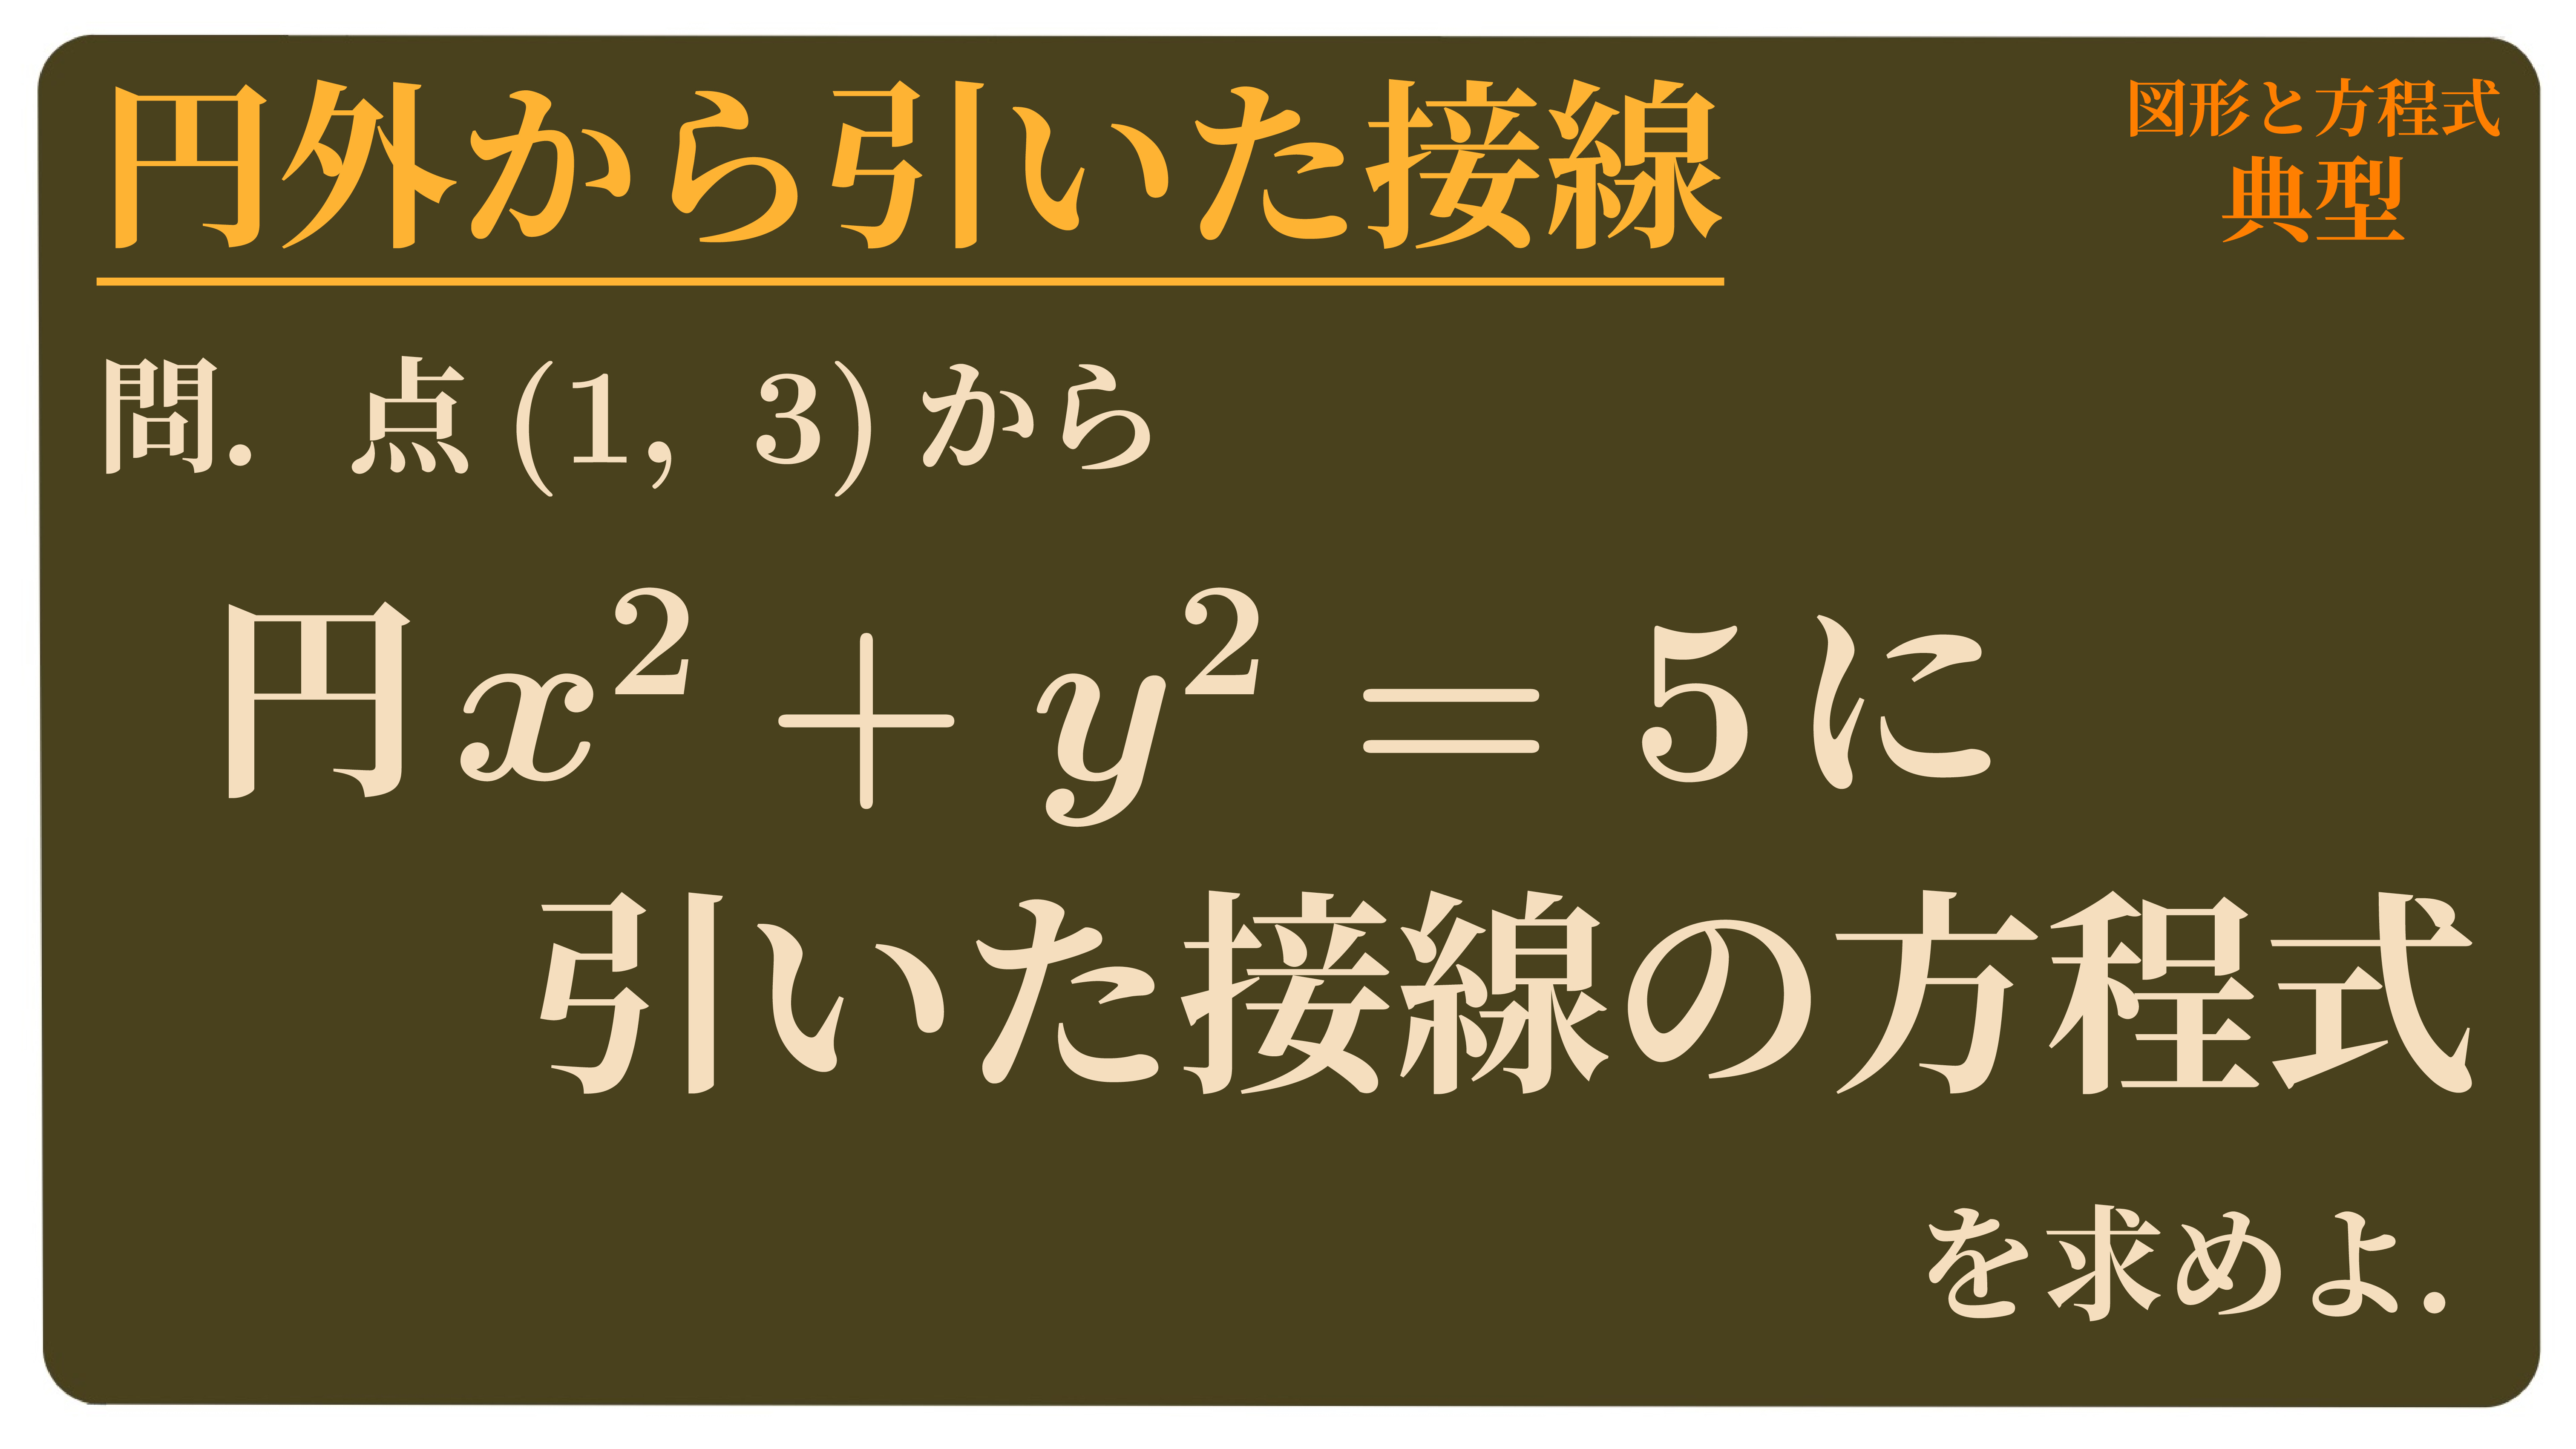 円外から引いた接線
図形と方程式
典型
問. 点 (1, 3) から
円 x² + y² = 5 に
引いた接線の方程式
を求めよ.